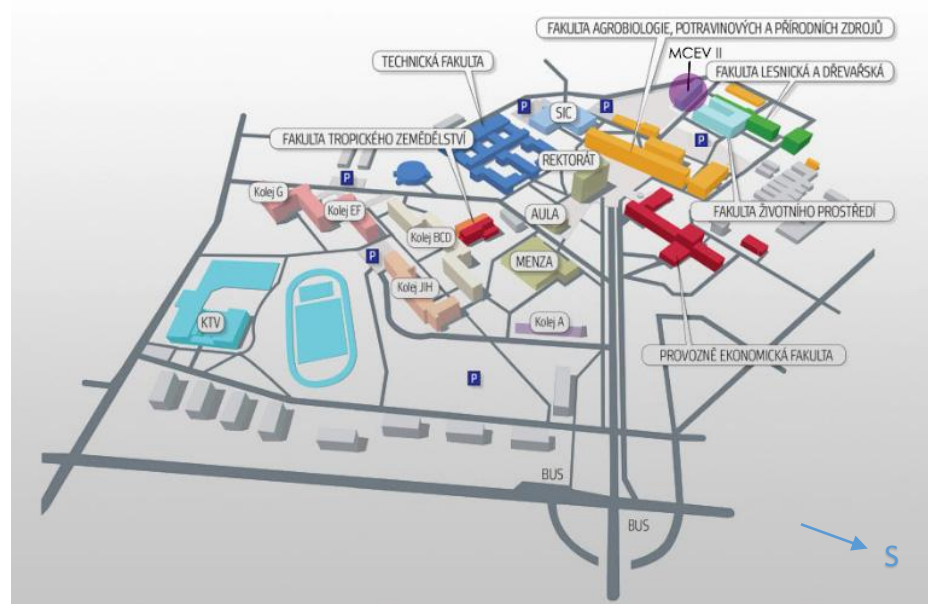 FAKULTA AGROBIOLOGIE, POTRAVINOVÝCH A PŘÍRODNÍCH ZDROJŮ
MCEV II
TECHNICKÁ FAKULTA
FAKULTA LESNICKÁ A DŘEVAŘSKÁ
P
P
SIC
P
FAKULTA TROPICKÉHO ZEMĚDĚLSTVÍ
REKTORÁT
P
Kolej G
Kolej EF
AULA
FAKULTA ŽIVOTNÍHO PROSTŘEDÍ
Kolej BCD
P
MENZA
Kolej JIH
KTV
Kolej A
PROVOZNĚ EKONOMICKÁ FAKULTA
P
BUS
BUS
S